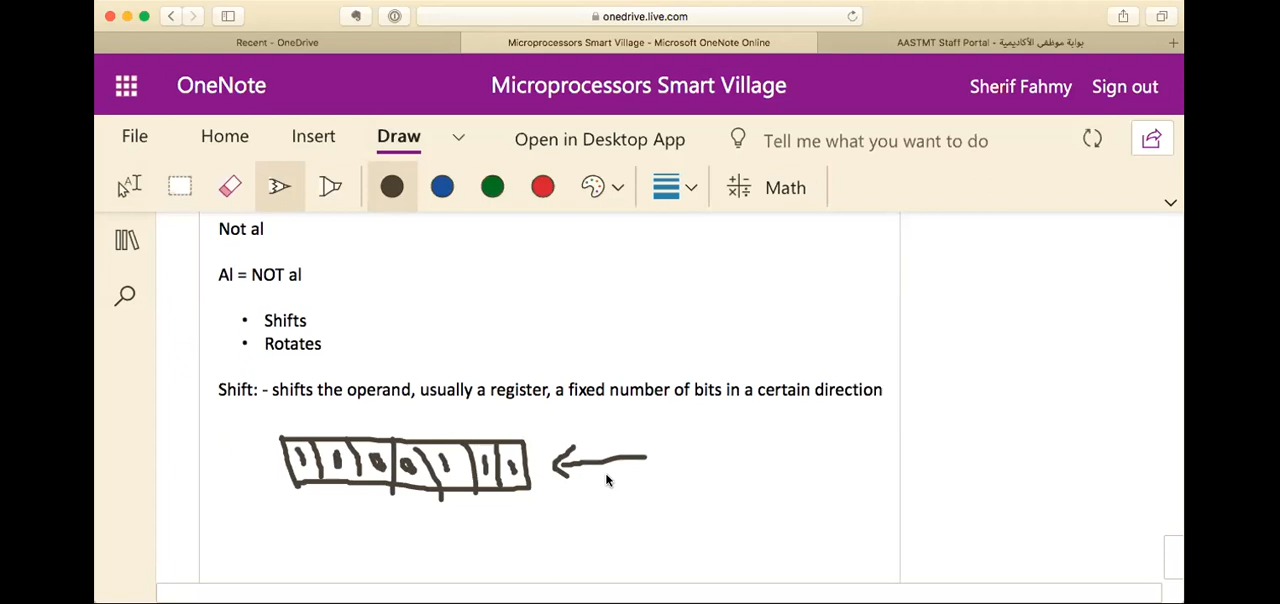 onedrive.live.com
Recent - OneDrive
Microprocessors Smart Village - Microsoft OneNote Online
AASTMT Staff Portal - بوابة موظفى الأكاديمية
OneNote
Microprocessors Smart Village
Sherif Fahmy
Sign out
File
Home
Insert
Draw
Open in Desktop App
Tell me what you want to do
Math
Not al
Al = NOT al
• Shifts
• Rotates
Shift: - shifts the operand, usually a register, a fixed number of bits in a certain direction